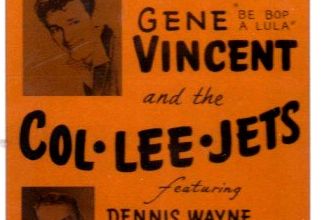 GENE "BE BOP
A LULA"
VINCENT
and the
COL·LEE·JETS
featuring
DENNIS WAYNE